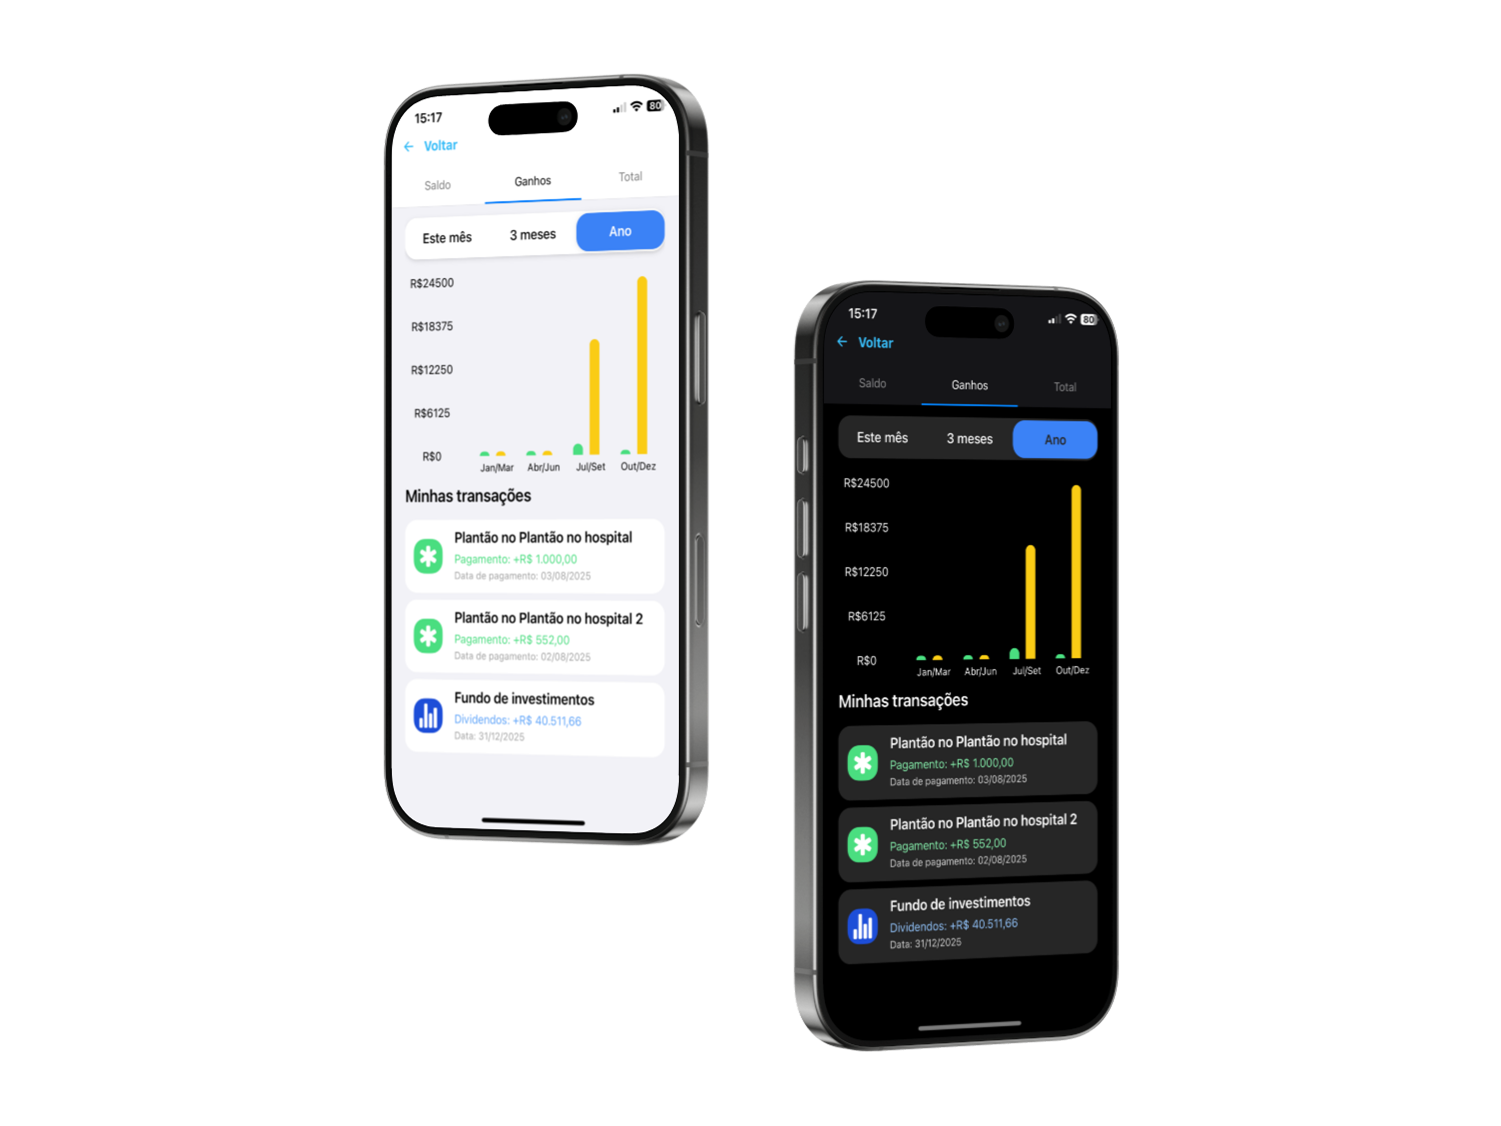 15:17
80
Voltar
Saldo
Ganhos
Total
Este mês
3 meses
Ano
R$24500
R$18375
R$12250
R$6125
R$0
Jan/Mar
Abr/Jun
Jul/Set
Out/Dez
Minhas transações
Plantão no Plantão no hospital
Pagamento: +R$ 1.000,00
Data de pagamento: 03/08/2025
Plantão no Plantão no hospital 2
Pagamento: +R$ 552,00
Data de pagamento: 02/08/2025
Fundo de investimentos
Dividendos: +R$ 40.511,66
Data: 31/12/2025
15:17
80
Voltar
Saldo
Ganhos
Total
Este mês
3 meses
Ano
R$24500
R$18375
R$12250
R$6125
R$0
Jan/Mar
Abr/Jun
Jul/Set
Out/Dez
Minhas transações
Plantão no Plantão no hospital
Pagamento: +R$ 1.000,00
Data de pagamento: 03/08/2025
Plantão no Plantão no hospital 2
Pagamento: +R$ 552,00
Data de pagamento: 02/08/2025
Fundo de investimentos
Dividendos: +R$ 40.511,66
Data: 31/12/2025